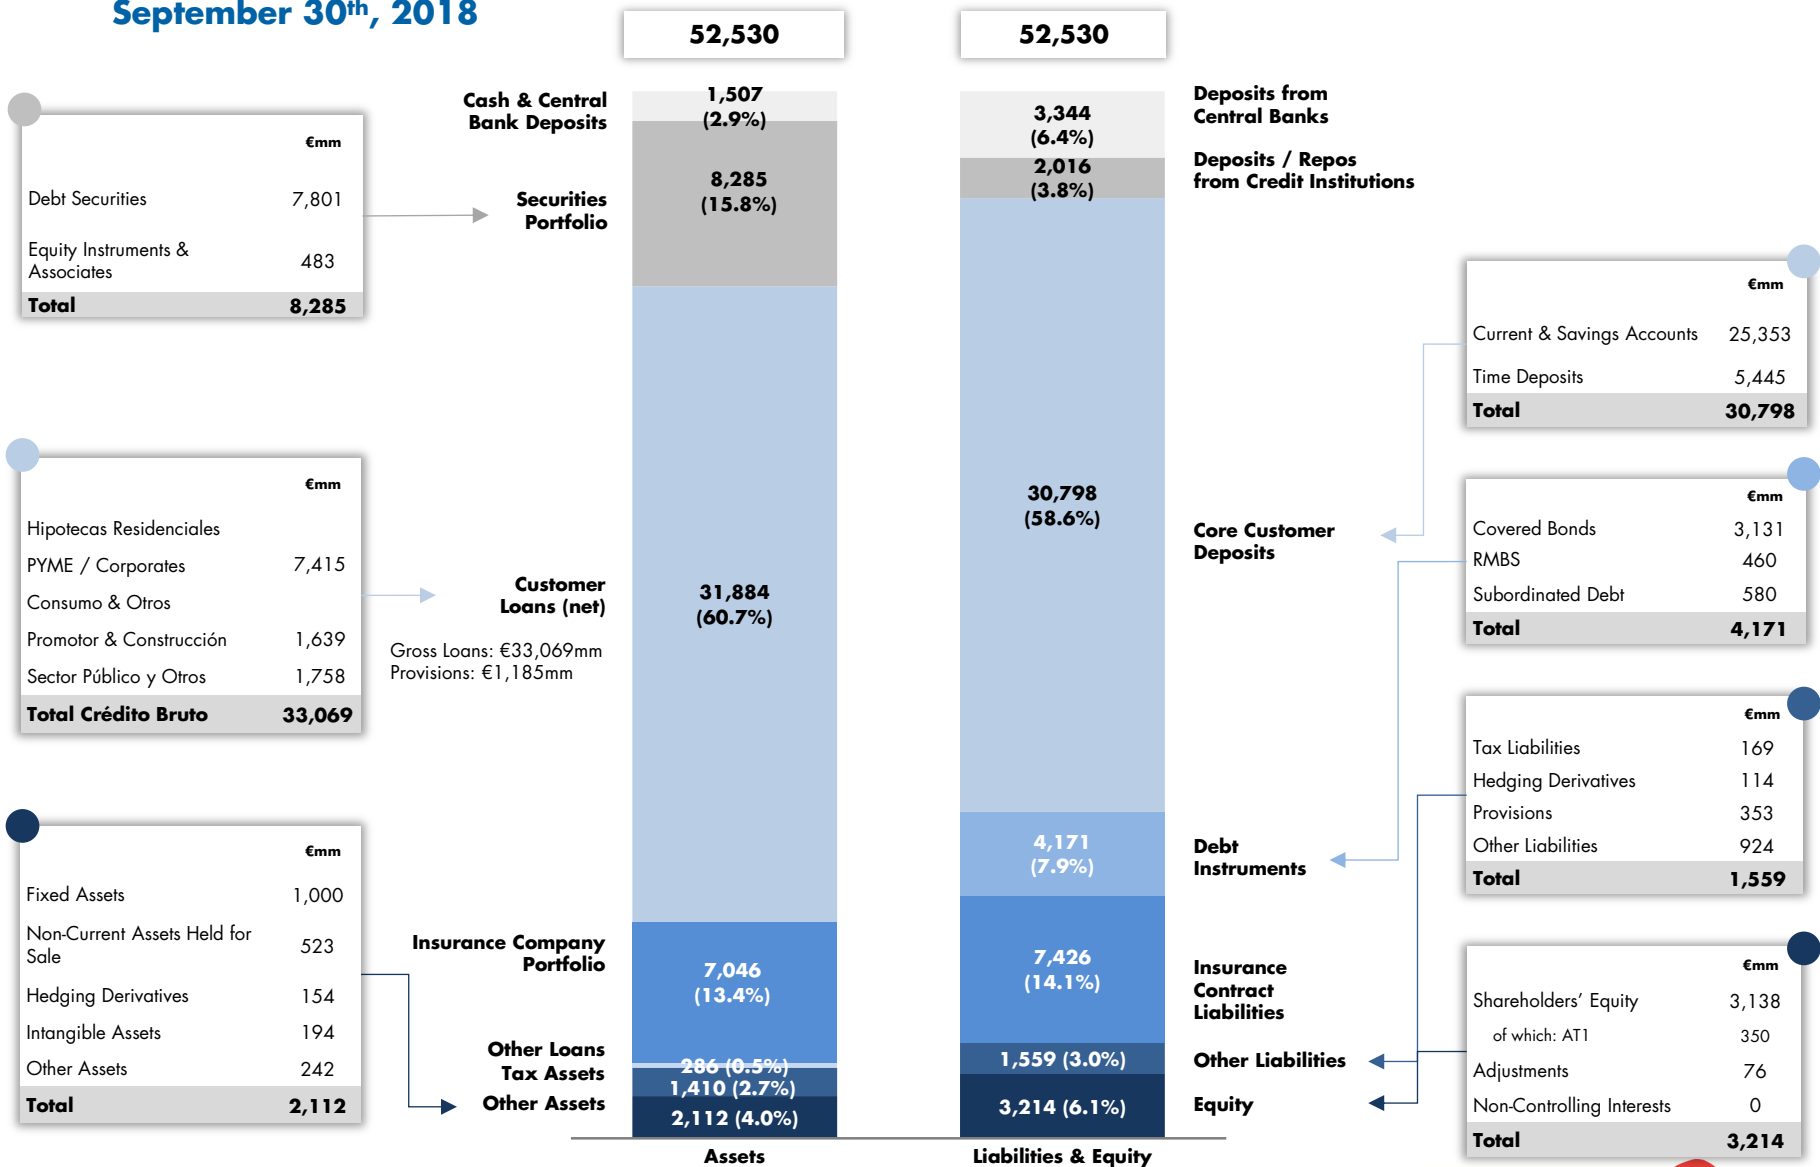 September 30th, 2018
52,530
52,530
€mm
Debt Securities 7,801
Equity Instruments &
Associates 483
Total 8,285
€mm
Hipotecas Residenciales
PYME / Corporates 7,415
Consumo & Otros
Promotor & Construcción 1,639
Sector Público y Otros 1,758
Total Crédito Bruto 33,069
€mm
Fixed Assets 1,000
Non-Current Assets Held for
Sale 523
Hedging Derivatives 154
Intangible Assets 194
Other Assets 242
Total 2,112
Cash & Central
Bank Deposits
Securities
Portfolio
Customer
Loans (net)
Gross Loans: €33,069mm
Provisions: €1,185mm
Insurance Company
Portfolio
Other Loans
Tax Assets
Other Assets
1,507
(2.9%)
8,285
(15.8%)
31,884
(60.7%)
7,046
(13.4%)
286 (0.5%)
1,410 (2.7%)
2,112 (4.0%)
Assets
3,344
(6.4%)
2,016
(3.8%)
30,798
(58.6%)
4,171
(7.9%)
7,426
(14.1%)
1,559 (3.0%)
3,214 (6.1%)
Liabilities & Equity
Deposits from
Central Banks
Deposits / Repos
from Credit Institutions
Core Customer
Deposits
Debt
Instruments
Insurance
Contract
Liabilities
Other Liabilities
Equity
€mm
Current & Savings Accounts 25,353
Time Deposits 5,445
Total 30,798
€mm
Covered Bonds 3,131
RMBS 460
Subordinated Debt 580
Total 4,171
€mm
Tax Liabilities 169
Hedging Derivatives 114
Provisions 353
Other Liabilities 924
Total 1,559
€mm
Shareholders’ Equity 3,138
of which: AT1 350
Adjustments 76
Non-Controlling Interests 0
Total 3,214